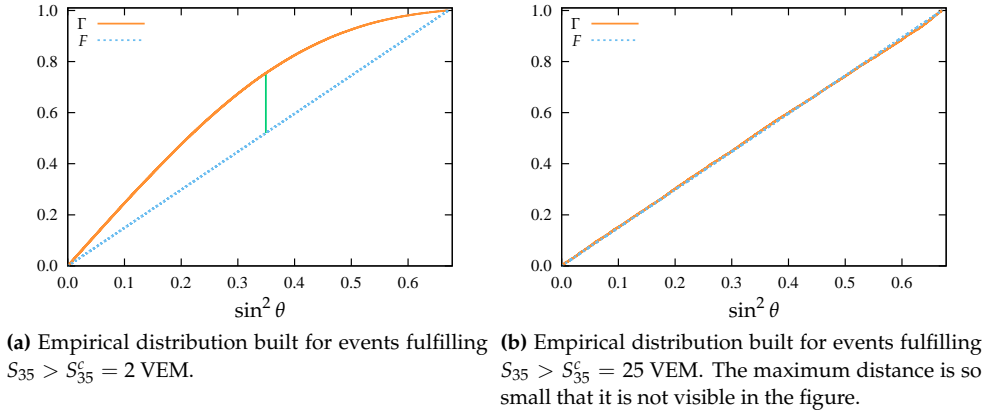 1.0
0.8
0.6
0.4
0.2
0.0
Γ
F
0.0 0.1 0.2 0.3 0.4 0.5 0.6
sin² θ
(a) Empirical distribution built for events fulfilling
S₃₅ > Sᶜ₃₅ = 2 VEM.
1.0
0.8
0.6
0.4
0.2
0.0
Γ
F
0.0 0.1 0.2 0.3 0.4 0.5 0.6
sin² θ
(b) Empirical distribution built for events fulfilling
S₃₅ > Sᶜ₃₅ = 25 VEM. The maximum distance is so
small that it is not visible in the figure.